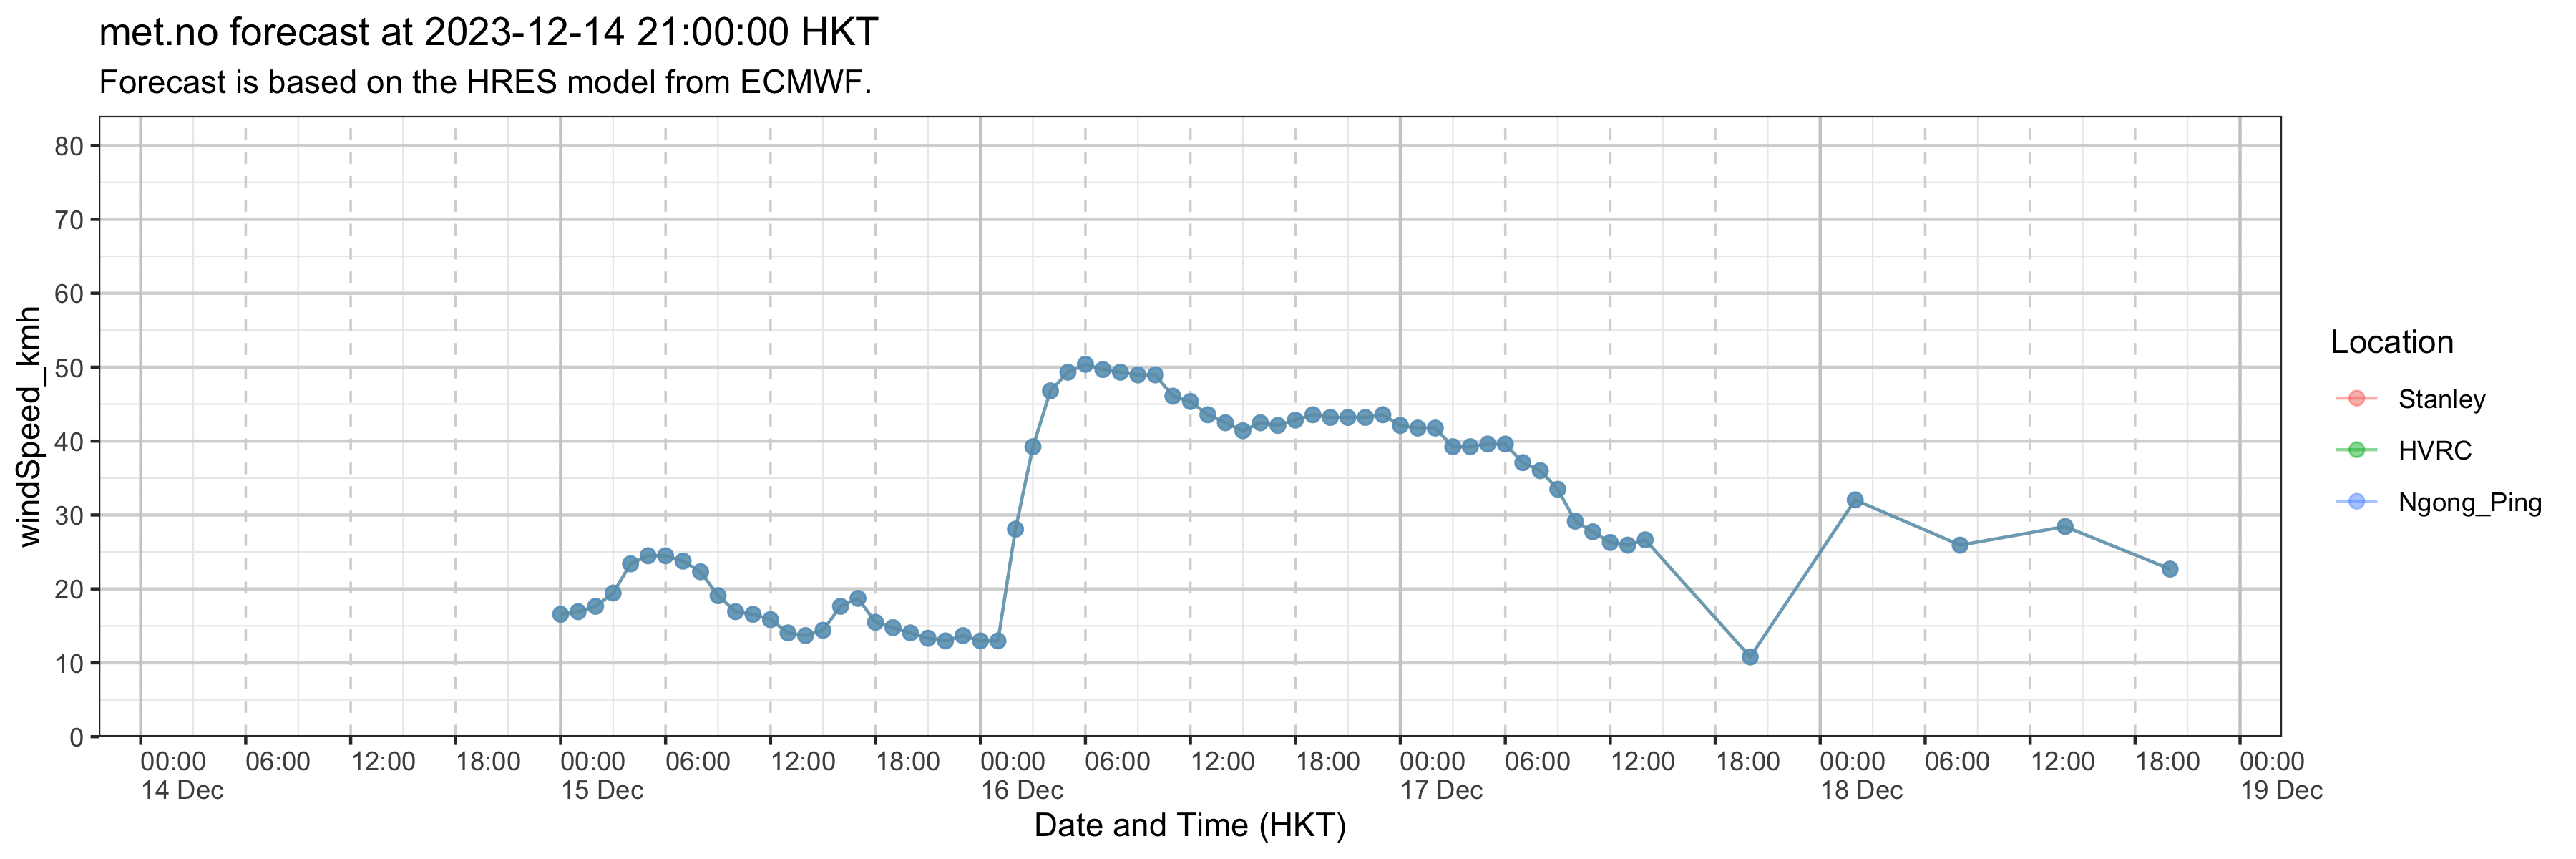 met.no forecast at 2023-12-14 21:00:00 HKT
Forecast is based on the HRES model from ECMWF.
windSpeed_kmh
80
70
60
50
40
30
20
10
0
00:00 06:00 12:00 18:00 00:00 06:00 12:00 18:00 00:00 06:00 12:00 18:00 00:00 06:00 12:00 18:00 00:00 06:00 12:00 18:00 00:00
14 Dec 15 Dec 16 Dec 17 Dec 18 Dec 19 Dec
Date and Time (HKT)
Location
Stanley
HVRC
Ngong_Ping